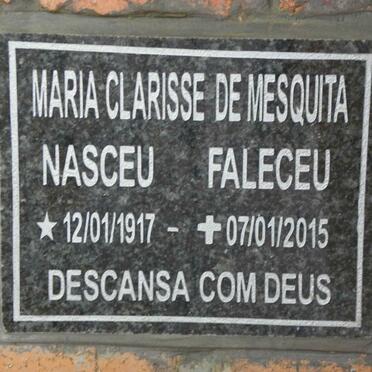 MARIA CLARISSE DE MESQUITA
NASCEU FALECEU
★ 12/01/1917 - ✝ 07/01/2015
DESCANSA COM DEUS